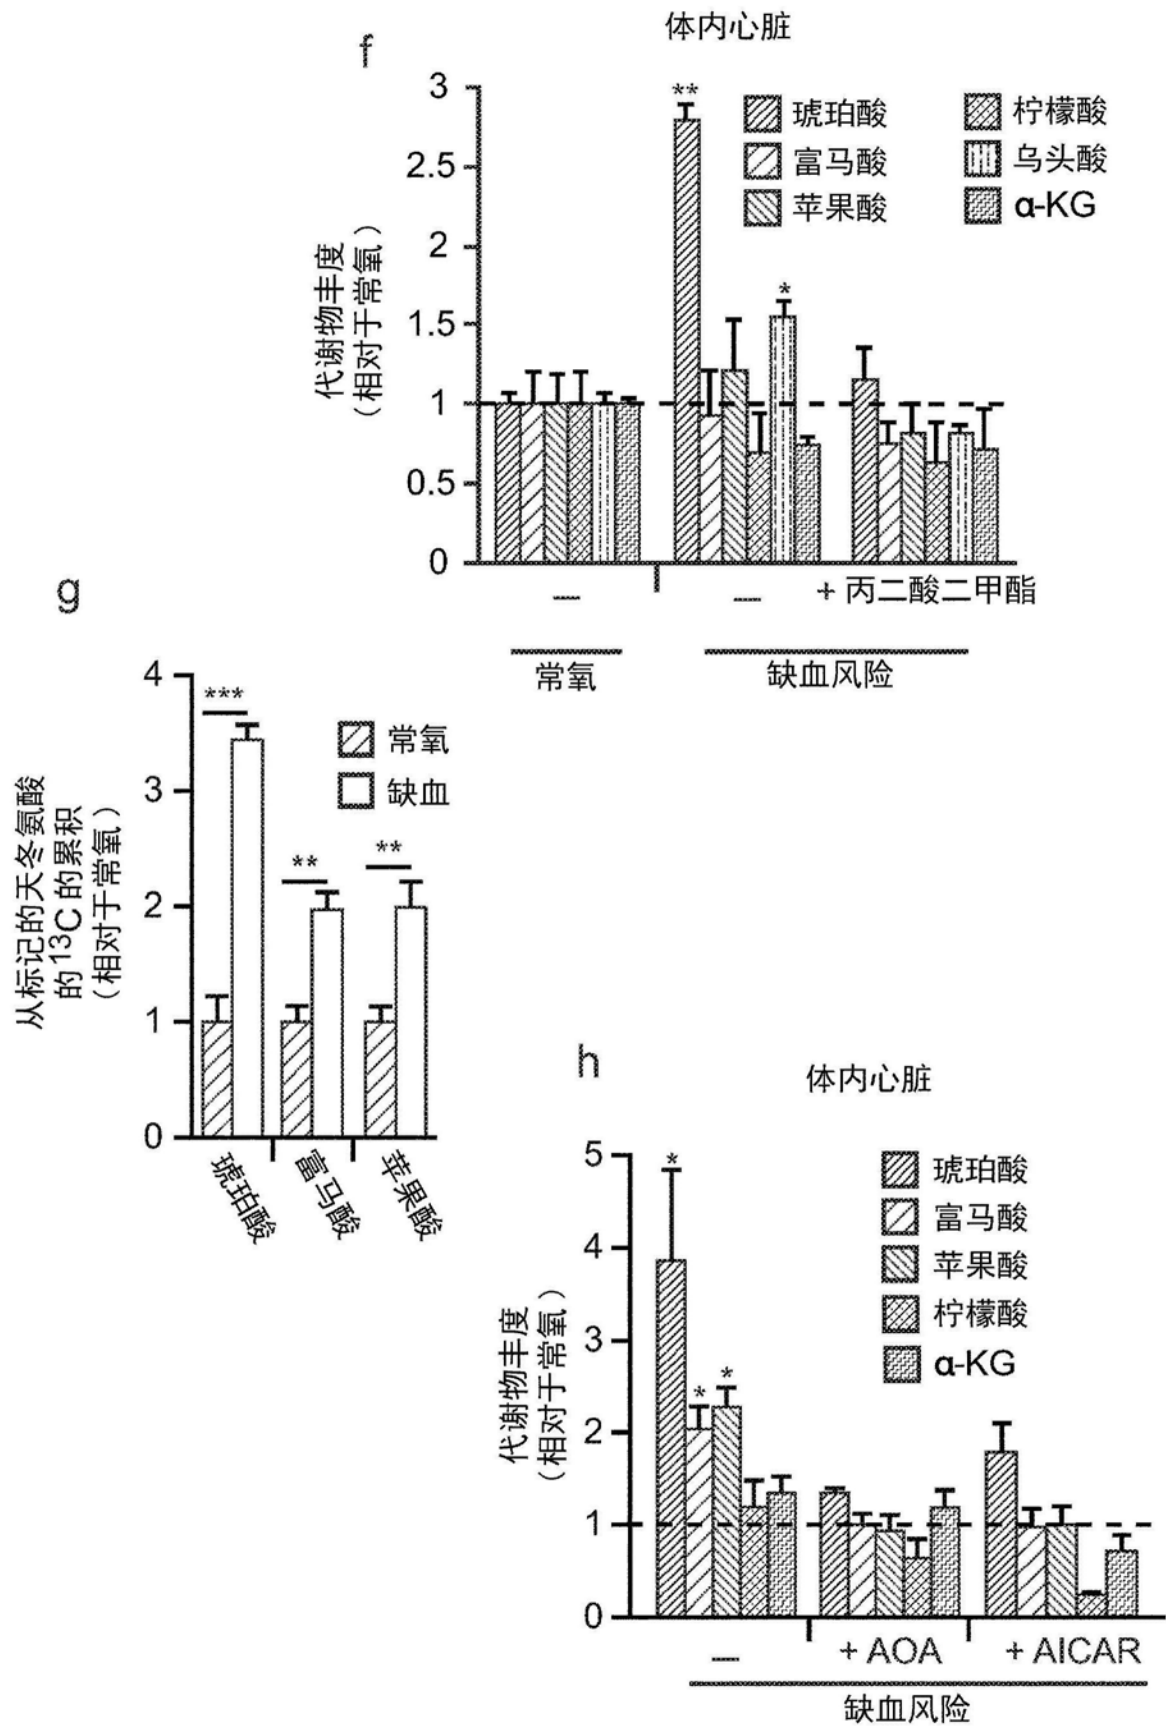 f
体内心脏
3
2.5
2
1.5
1
0.5
0
代谢物丰度
（相对于常氧）
**
*
琥珀酸
富马酸
苹果酸
柠檬酸
乌头酸
α-KG
—
—
+ 丙二酸二甲酯
常氧
缺血风险
g
4
3
2
1
0
从标记的天冬氨酸
的 13C 的累积
（相对于常氧）
***
**
**
常氧
缺血
琥珀酸
富马酸
苹果酸
h
体内心脏
5
4
3
2
1
0
代谢物丰度
（相对于常氧）
*
*
*
琥珀酸
富马酸
苹果酸
柠檬酸
α-KG
—
+ AOA
+ AICAR
缺血风险